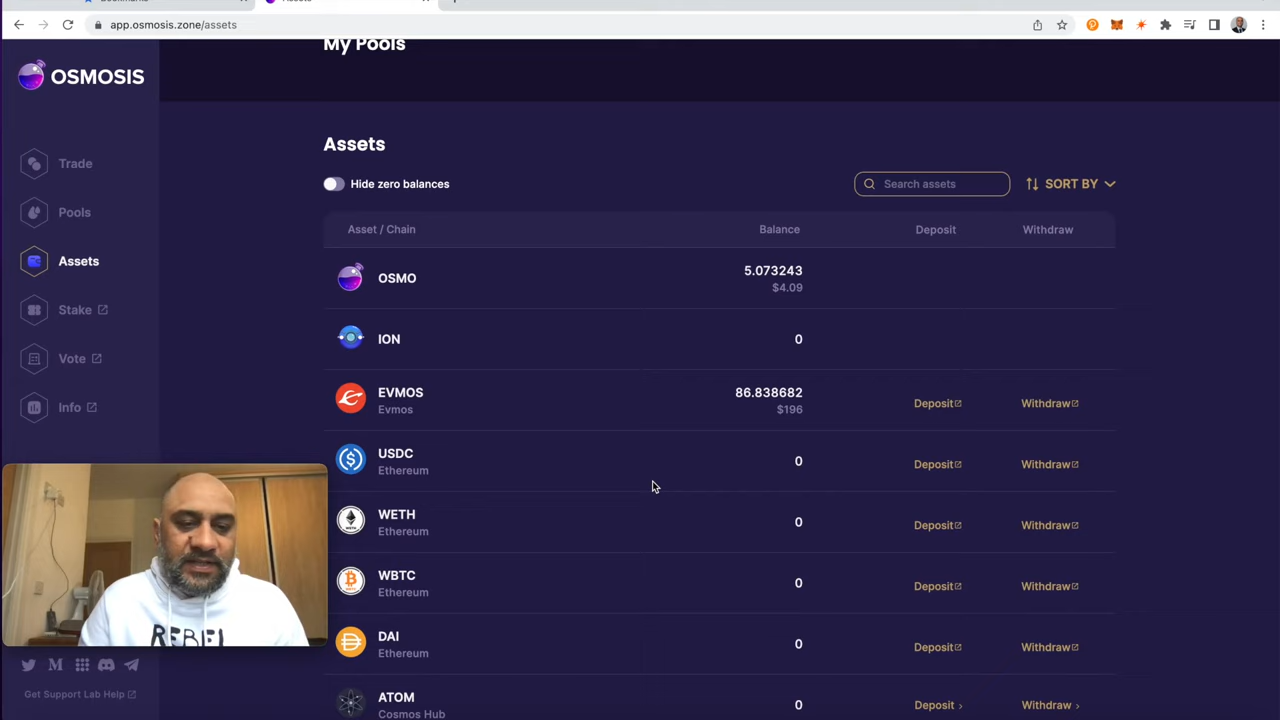 Assets
app.osmosis.zone/assets
OSMOSIS
Trade
Pools
Assets
Stake
Vote
Info
Get Support Lab Help
My Pools
Assets
Hide zero balances
Search assets
SORT BY
Asset / Chain Balance Deposit Withdraw
OSMO 5.073243
$4.09
ION 0
EVMOS 86.838682
Evmos $196 Deposit Withdraw
USDC
Ethereum 0 Deposit Withdraw
WETH
Ethereum 0 Deposit Withdraw
WBTC
Ethereum 0 Deposit Withdraw
DAI
Ethereum 0 Deposit Withdraw
ATOM
Cosmos Hub 0 Deposit › Withdraw ›
REBEL